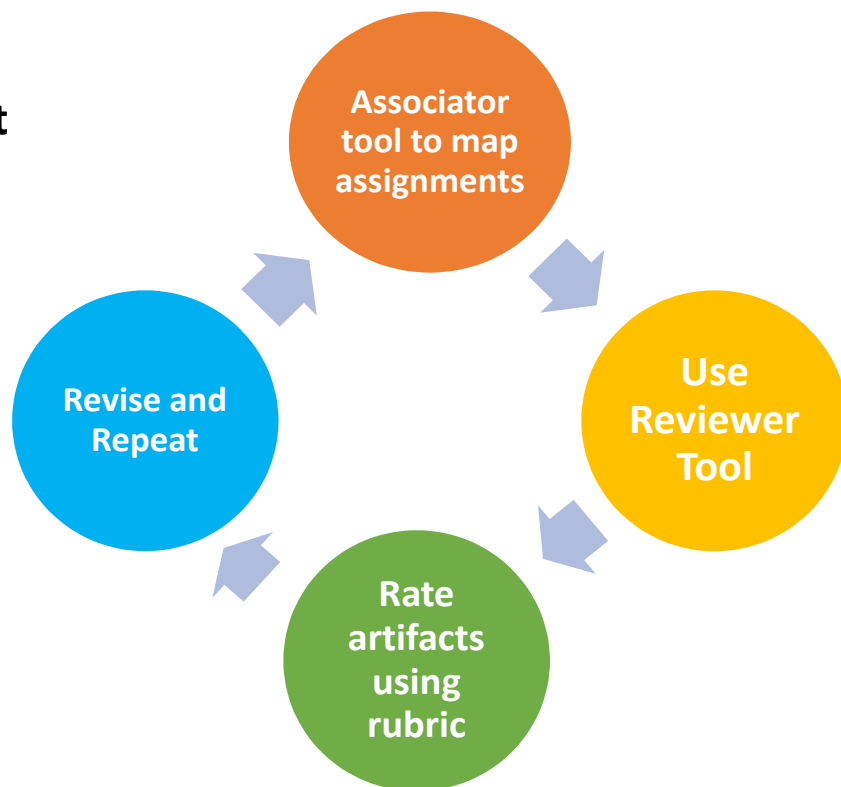 Associator
tool to map
assignments
t
Use
Reviewer
Tool
Revise and
Repeat
Rate
artifacts
using
rubric